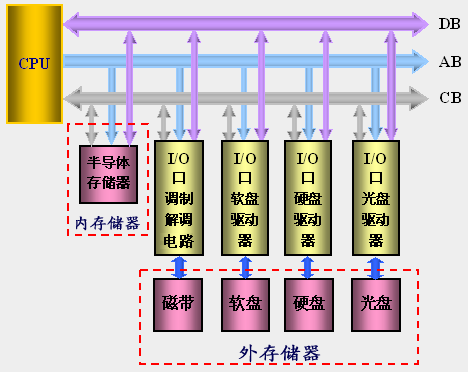 DB
CPU
AB
CB
半导体
存储器
内存储器
I/O
口
调制
解调
电路
I/O
口
软盘
驱动
器
I/O
口
硬盘
驱动
器
I/O
口
光盘
驱动
器
磁带
软盘
硬盘
光盘
外存储器